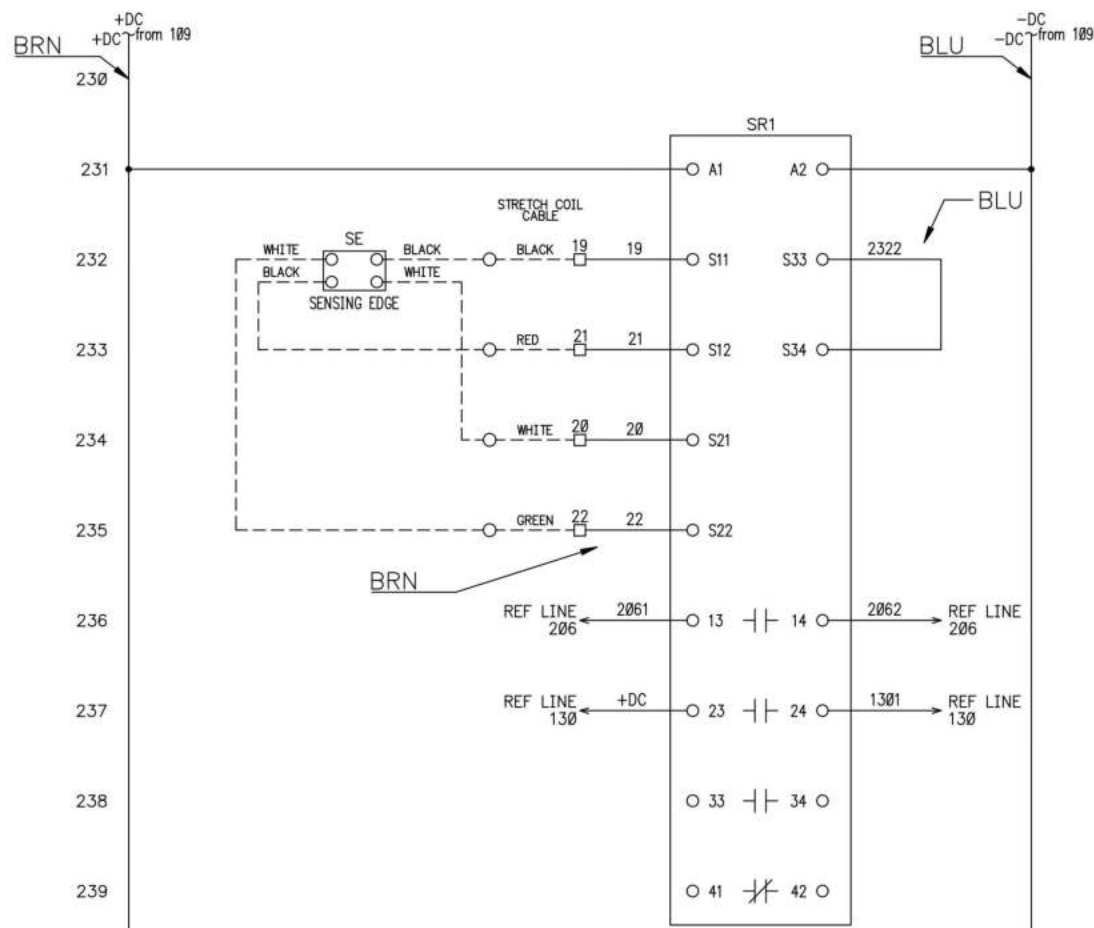 +DC
+DC from 109
BRN
-DC
-DC from 109
BLU
230
SR1
231
A1
A2
BLU
STRETCH COIL
CABLE
232
WHITE
SE
BLACK
BLACK
19
19
S11
S33
2322
BLACK
WHITE
SENSING EDGE
233
RED
21
21
S12
S34
234
WHITE
20
20
S21
235
GREEN
22
22
S22
BRN
236
REF LINE
206
2061
13
14
2062
REF LINE
206
237
REF LINE
130
+DC
23
24
1301
REF LINE
130
238
33
34
239
41
42